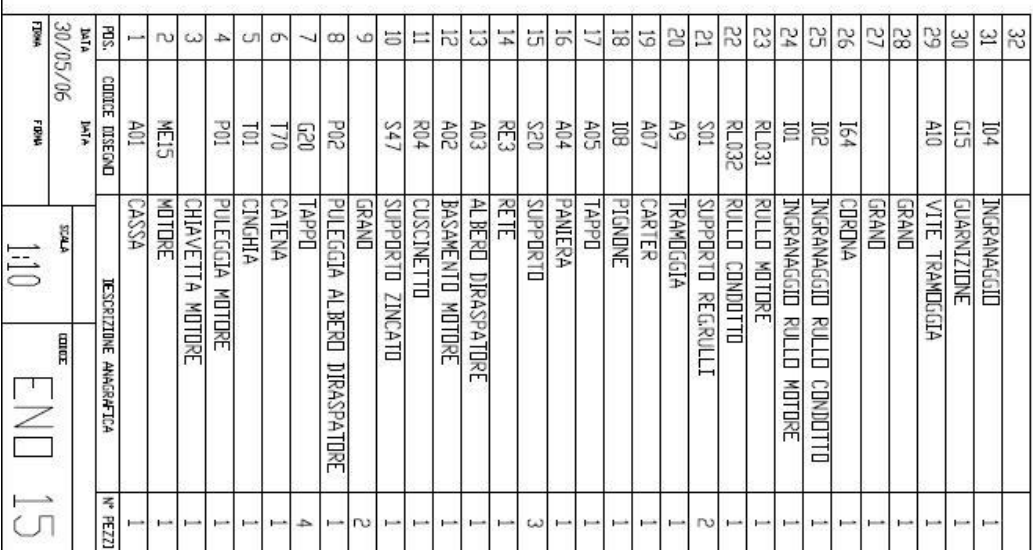 32
31 I04 INGRANAGGIO 1
30 G15 GUARNIZIONE 1
29 A10 VITE TRAMOGGIA 1
28 GRANO 1
27 GRANO 1
26 I64 CORONA 1
25 I02 INGRANAGGIO RULLO CONDOTTO 1
24 I01 INGRANAGGIO RULLO MOTORE 1
23 RL031 RULLO MOTORE 1
22 RL032 RULLO CONDOTTO 1
21 S01 SUPPORTO REG.RULLI 2
20 A9 TRAMOGGIA 1
19 A07 CARTER 1
18 I08 PIGNONE 1
17 A05 TAPPO 1
16 A04 PANIERA 1
15 S20 SUPPORTO 3
14 RE3 RETE 1
13 A03 ALBERO DIRASPATORE 1
12 A02 BASAMENTO MOTORE 1
11 R04 CUSCINETTO 1
10 S47 SUPPORTO ZINCATO 1
9 GRANO 2
8 P02 PULEGGIA ALBERO DIRASPATORE 1
7 G20 TAPPO 4
6 T70 CATENA 1
5 T01 CINGHIA 1
4 P01 PULEGGIA MOTORE 1
3 CHIAVETTA MOTORE 1
2 ME15 MOTORE 1
1 A01 CASSA 1
POS. CODICE DISEGNO DESCRIZIONE ANAGRAFICA N° PEZZI
DATA DATA SCALA CODICE
30/05/06 1:10 ENO 15
FIRMA FIRMA